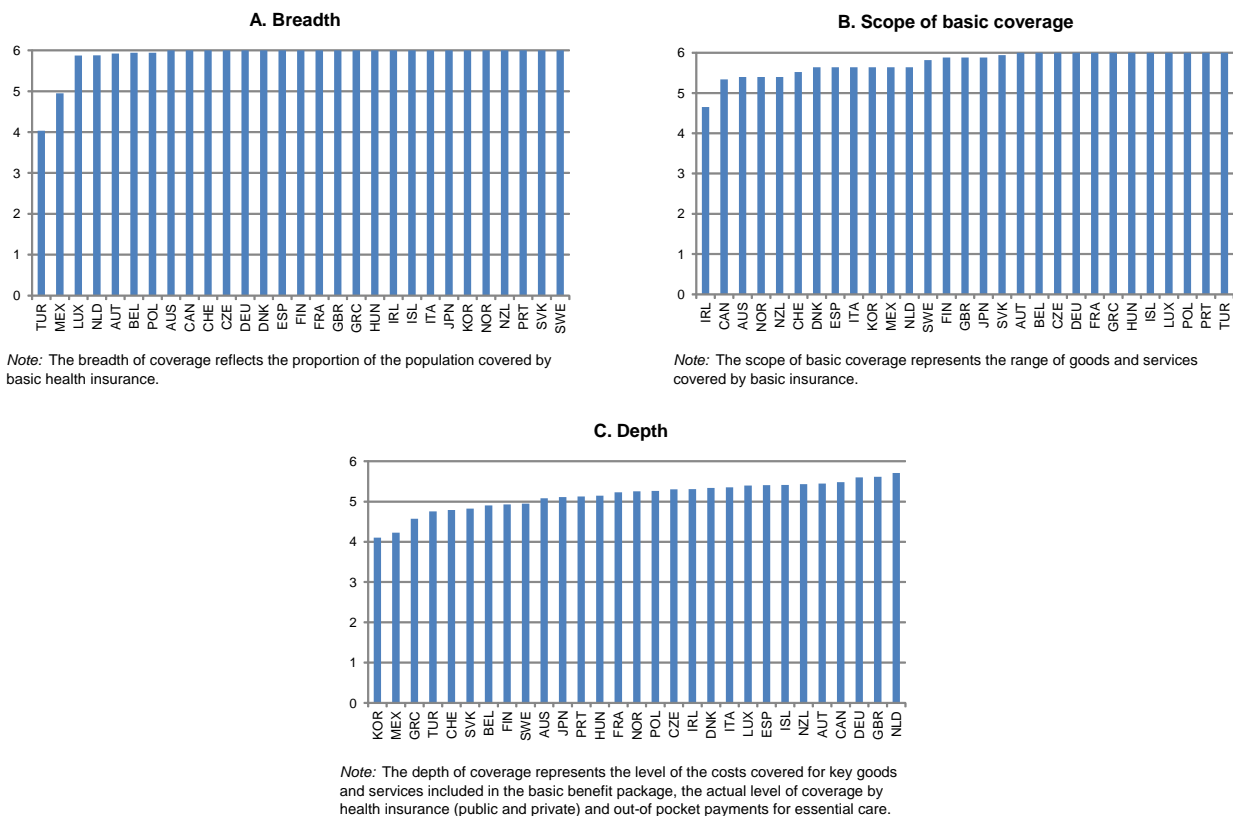 A. Breadth
6
5
4
3
2
1
0
TUR MEX LUX NLD AUT BEL POL AUS CAN CHE CZE DEU DNK ESP FIN FRA GBR GRC HUN IRL ISL ITA JPN KOR NOR NZL PRT SVK SWE
Note: The breadth of coverage reflects the proportion of the population covered by
basic health insurance.
B. Scope of basic coverage
6
5
4
3
2
1
0
IRL CAN AUS NOR NZL CHE DNK ESP ITA KOR MEX NLD SWE FIN GBR JPN SVK AUT BEL CZE DEU FRA GRC HUN ISL LUX POL PRT TUR
Note: The scope of basic coverage represents the range of goods and services
covered by basic insurance.
C. Depth
6
5
4
3
2
1
0
KOR MEX GRC TUR CHE SVK BEL FIN SWE AUS JPN PRT HUN FRA NOR POL CZE IRL DNK ITA LUX ESP ISL NZL AUT CAN DEU GBR NLD
Note: The depth of coverage represents the level of the costs covered for key goods
and services included in the basic benefit package, the actual level of coverage by
health insurance (public and private) and out-of pocket payments for essential care.